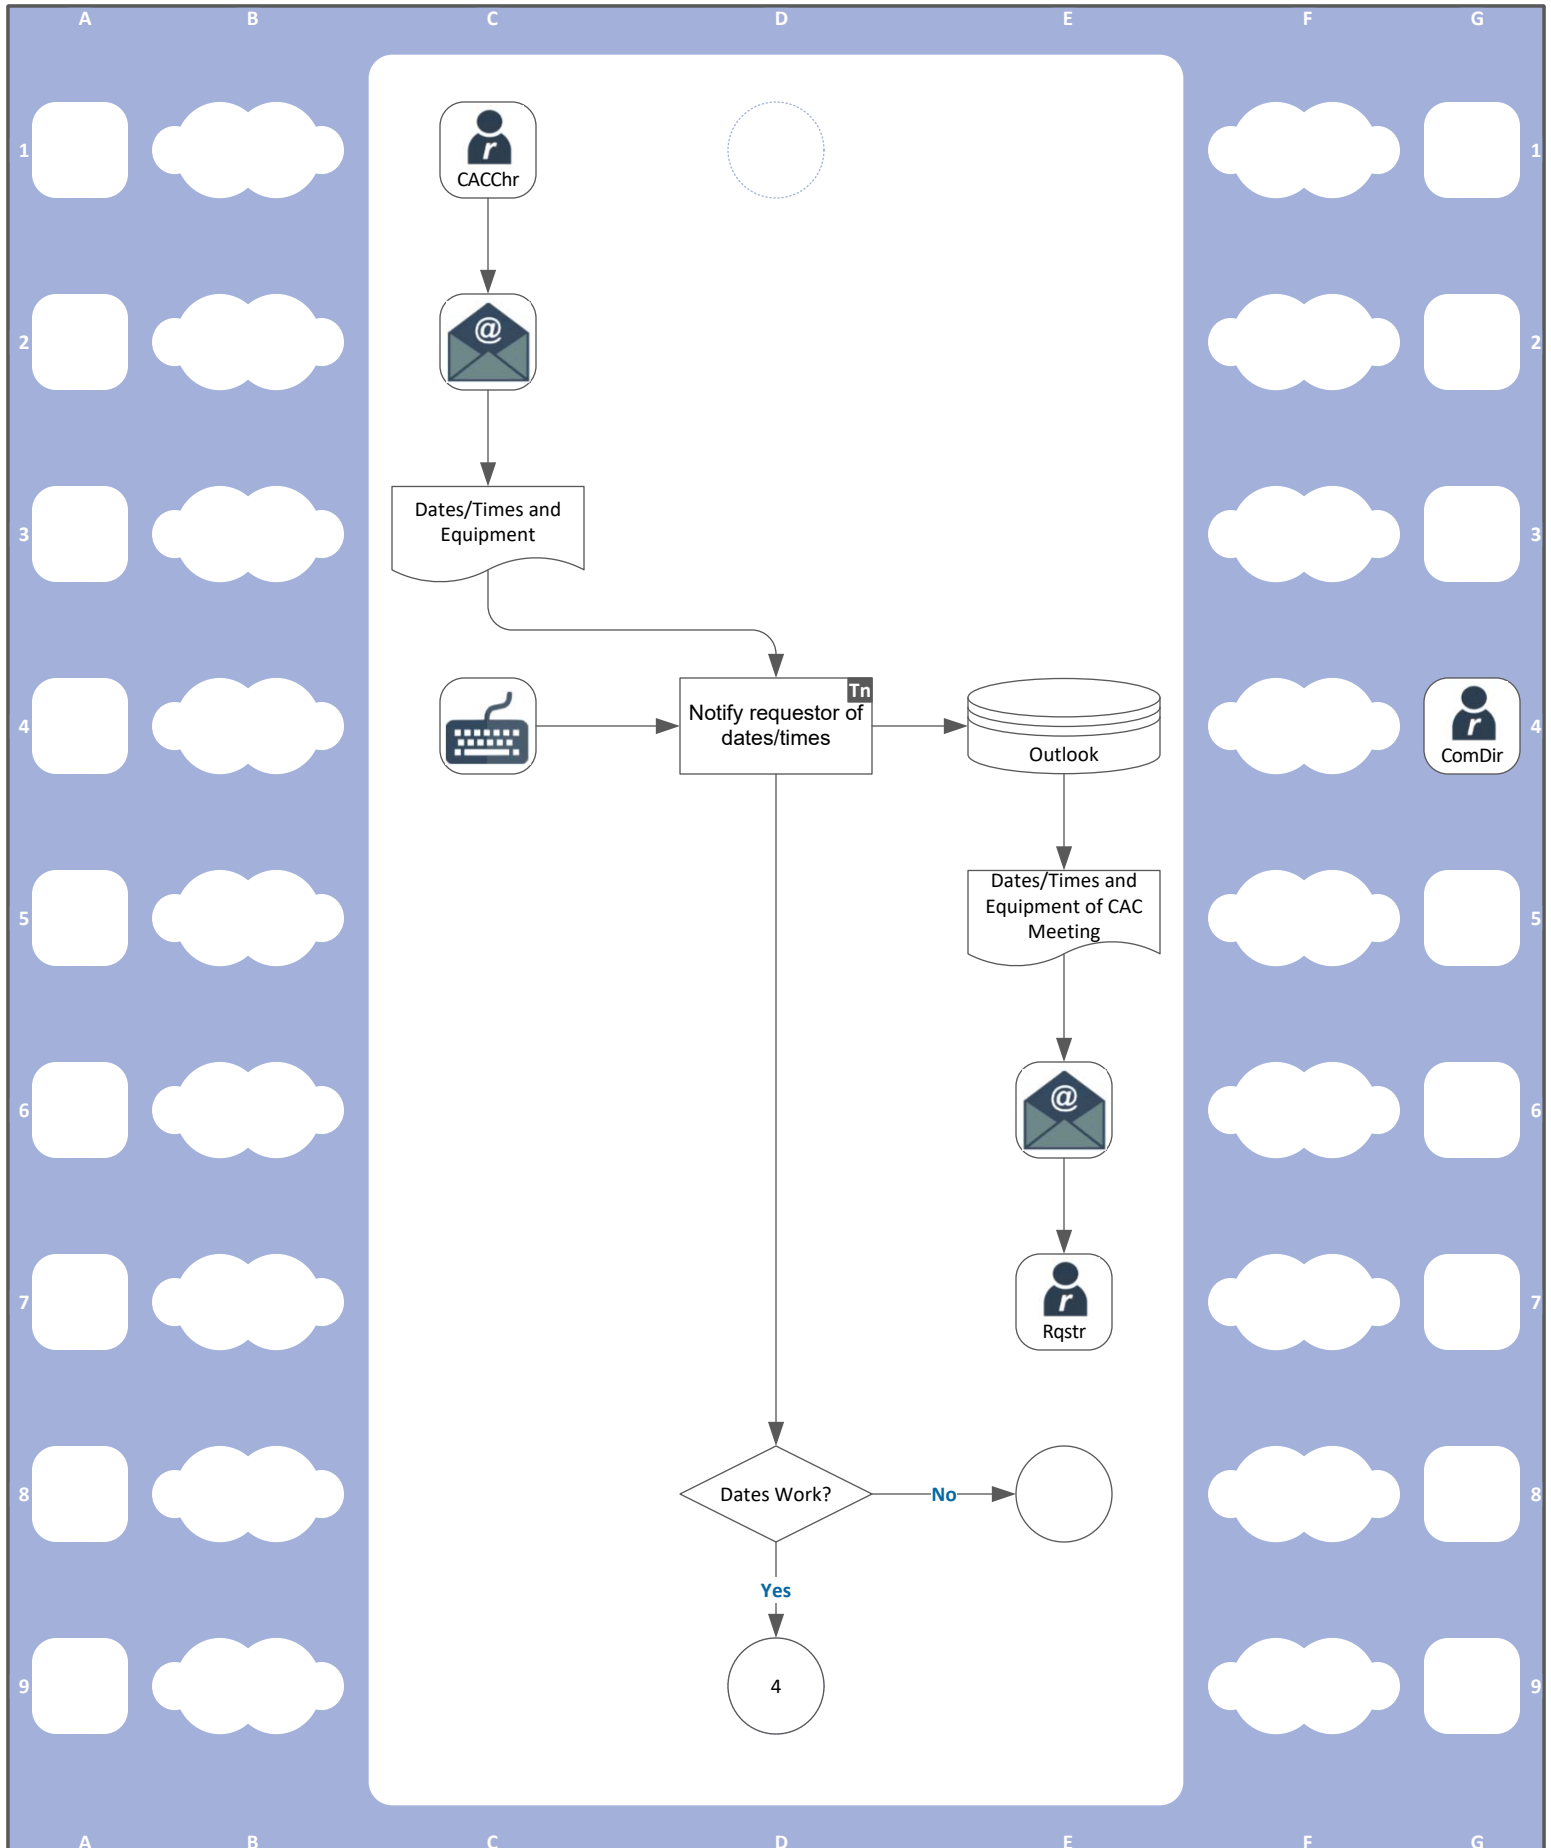 A B C D E F G
1 1
r
CACChr
2 2
@
3 3
Dates/Times and
Equipment
4 4
Tn
Notify requestor of
dates/times
Outlook
r
ComDir
5 5
Dates/Times and
Equipment of CAC
Meeting
6 6
@
7 7
r
Rqstr
8 8
Dates Work?
No
Yes
9 9
4
A B C D E F G